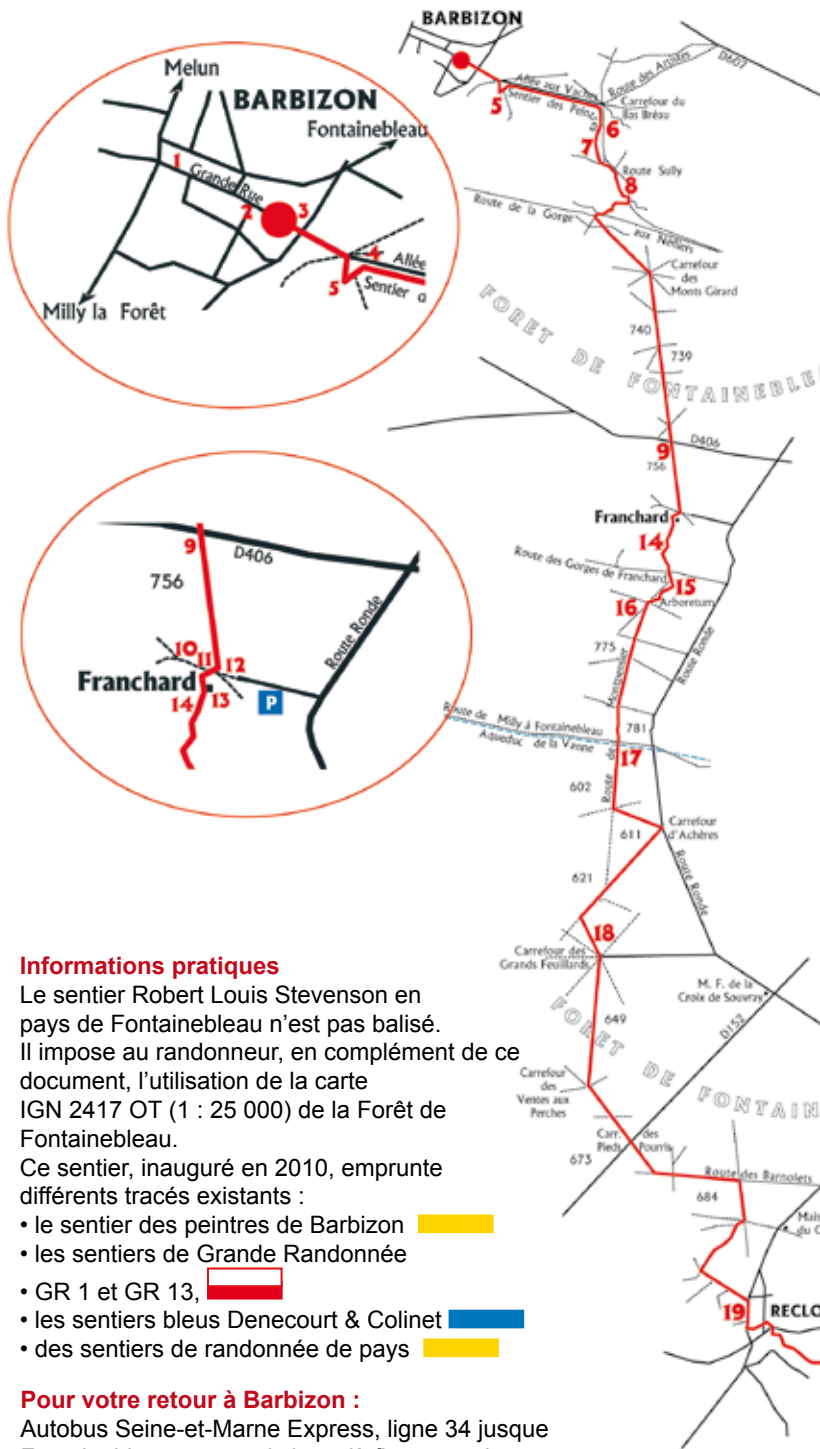 BARBIZON
D607
Route des Artistes
Allée aux Vaches
Sentier des Peintres
Carrefour du
Bas Bréau
5
6
7
Route Sully
8
Route de la Gorge
aux Néfliers
Carrefour
des
Monts Girard
FORET DE FONTAINEBLEA
740
739
9
D406
756
Franchard
14
Route des Gorges de Franchard
15
16
Arboretum
775
Route Ronde
Montpensier
Route de Milly à Fontainebleau
Aqueduc de la Vanne
781
17
Route de
602
611
Carrefour
d'Achères
Route Ronde
621
18
Carrefour des
Grands Feuillards
M. F. de la
Croix de Souvray
649
D152
FORET DE FONTAIN
Carrefour
des
Ventes aux
Perches
Carr. des
Pieds Pourris
673
Route des Barnolets
684
Mais
du C
19
RECLO
Melun
BARBIZON
Fontainebleau
1
Grande Rue
2
3
4
Allée
5
Sentier d
Milly la Forêt
9
D406
756
Route Ronde
10
11
12
Franchard
P
14
13
Informations pratiques
Le sentier Robert Louis Stevenson en
pays de Fontainebleau n'est pas balisé.
Il impose au randonneur, en complément de ce
document, l'utilisation de la carte
IGN 2417 OT (1 : 25 000) de la Forêt de
Fontainebleau.
Ce sentier, inauguré en 2010, emprunte
différents tracés existants :
• le sentier des peintres de Barbizon
• les sentiers de Grande Randonnée
• GR 1 et GR 13,
• les sentiers bleus Denecourt & Colinet
• des sentiers de randonnée de pays
Pour votre retour à Barbizon :
Autobus Seine-et-Marne Express, ligne 34 jusque